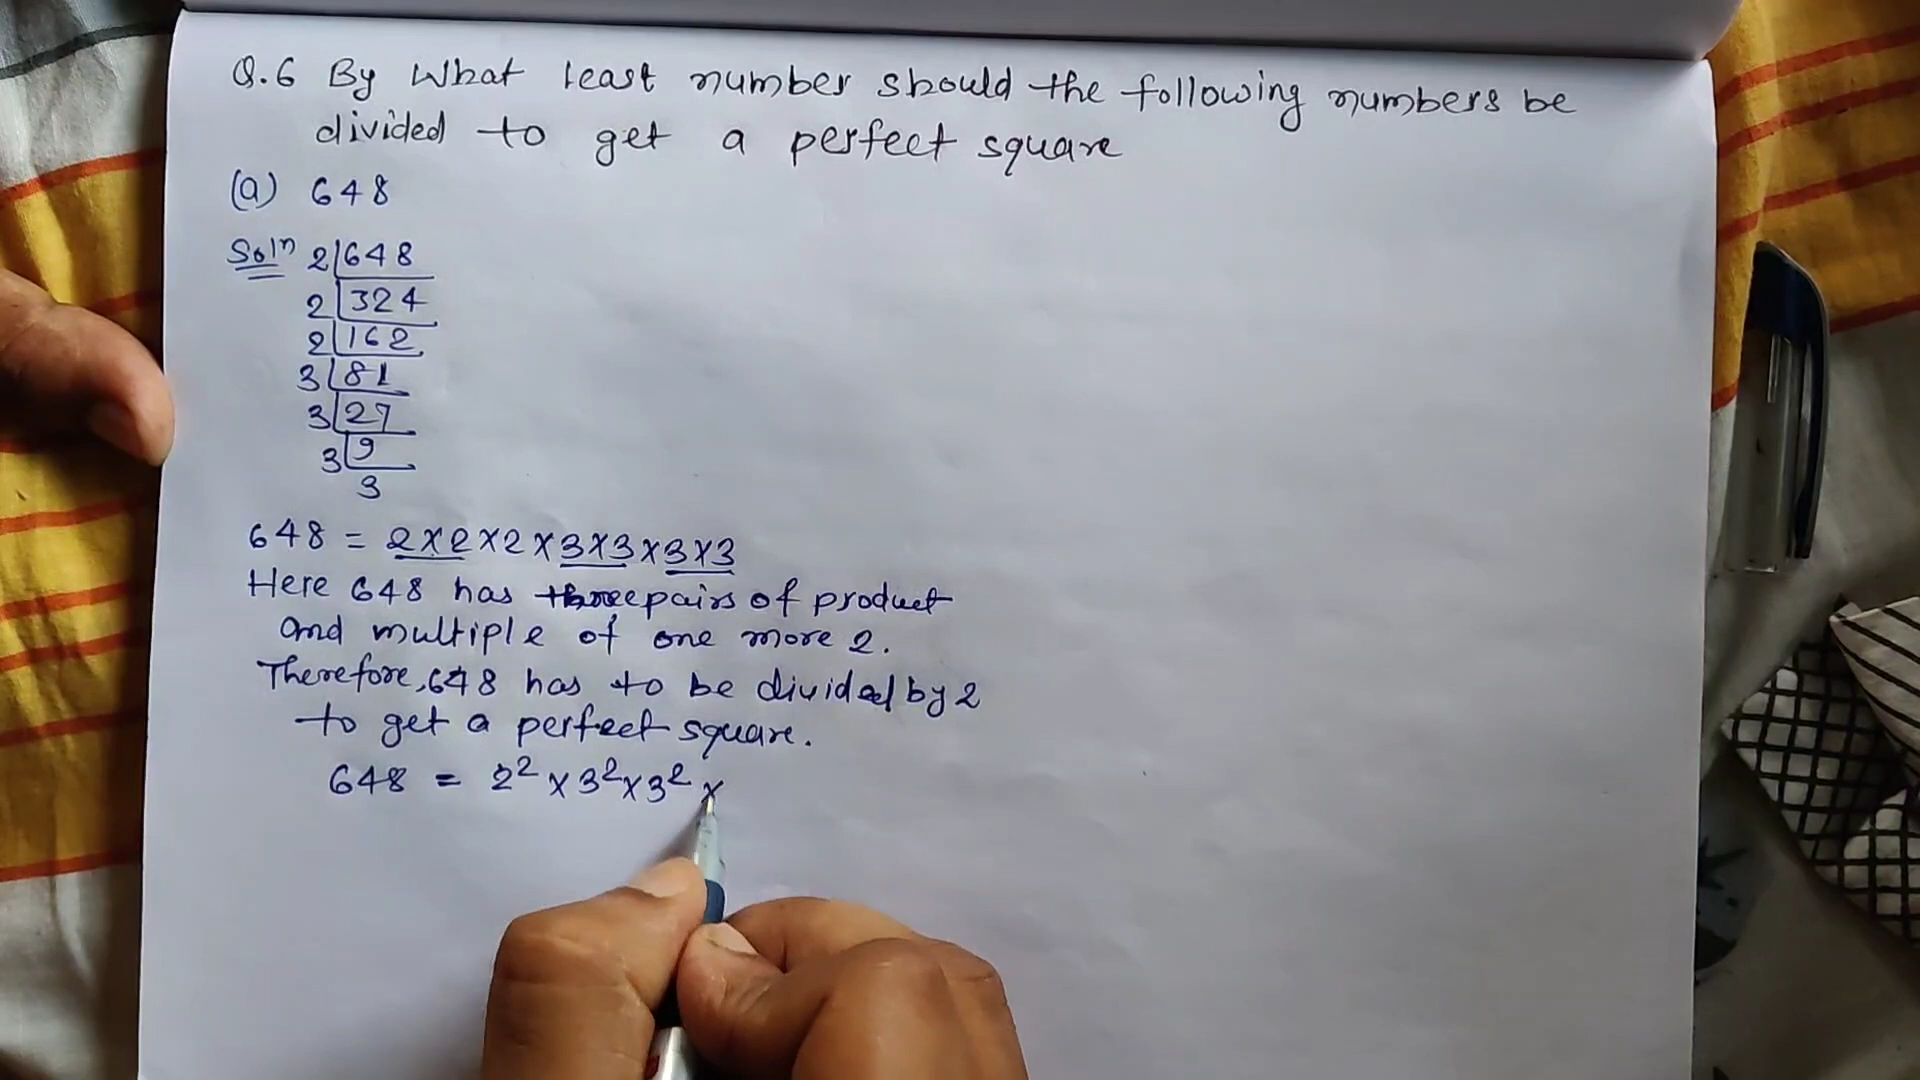 Q.6 By What least number should the following numbers be
divided to get a perfect square
(a) 648
Solⁿ 2|648
2|324
2|162
3|81
3|27
3|9
3
648 = 2×2×2×3×3×3×3
Here 648 has three pairs of product
and multiple of one more 2.
Therefore, 648 has to be divided by 2
to get a perfect square.
648 = 2² × 3² × 3² ×